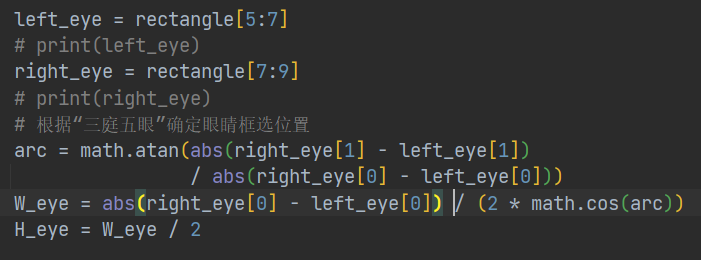 left_eye = rectangle[5:7]
# print(left_eye)
right_eye = rectangle[7:9]
# print(right_eye)
# 根据“三庭五眼”确定眼睛框选位置
arc = math.atan(abs(right_eye[1] - left_eye[1])
                / abs(right_eye[0] - left_eye[0]))
W_eye = abs(right_eye[0] - left_eye[0]) / (2 * math.cos(arc))
H_eye = W_eye / 2